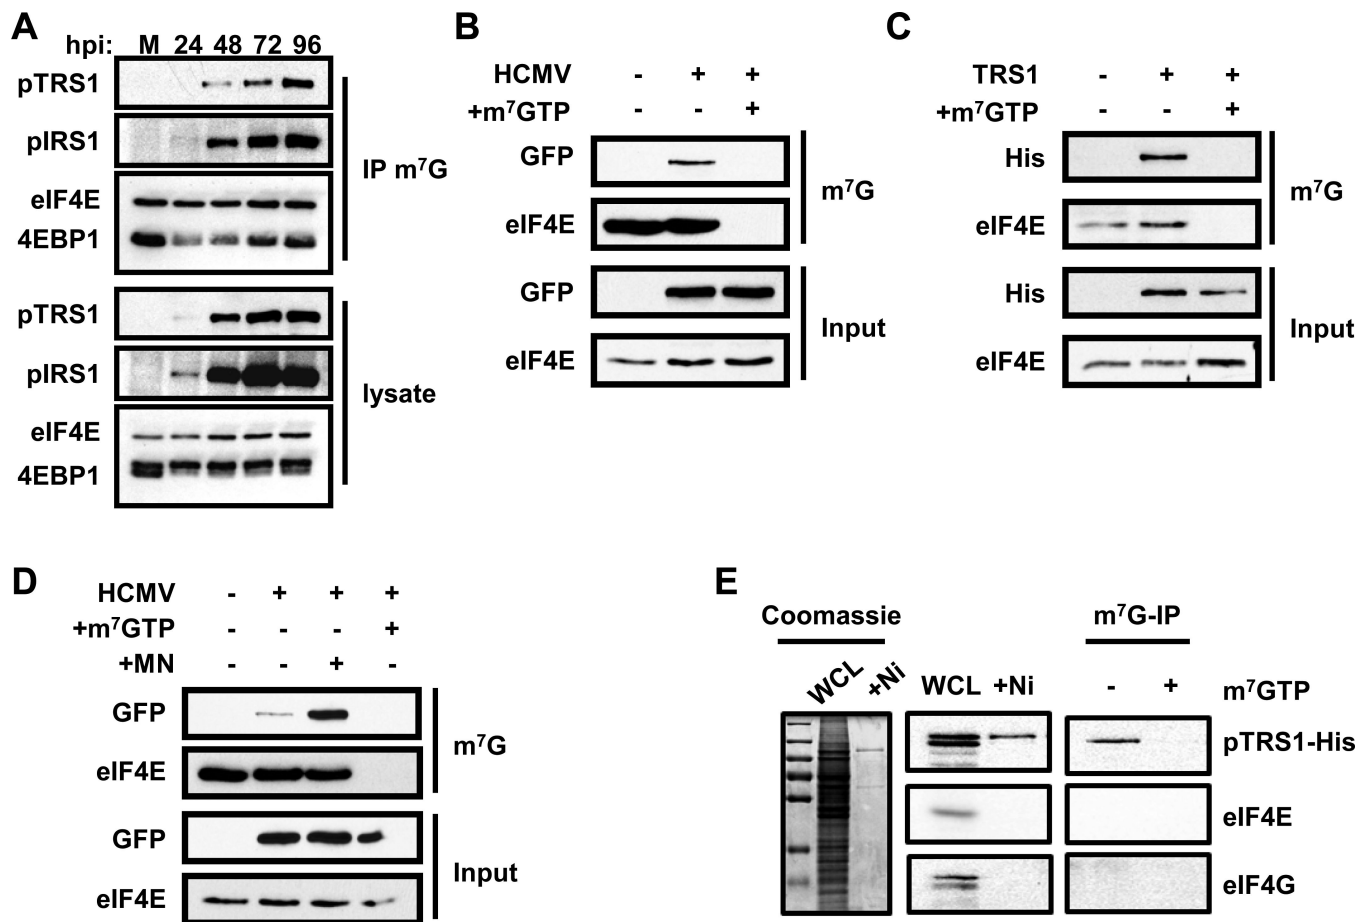 A
hpi: M 24 48 72 96
pTRS1
pIRS1
eIF4E
4EBP1
IP m⁷G
pTRS1
pIRS1
eIF4E
4EBP1
lysate
B
HCMV - + +
+m⁷GTP - - +
GFP
eIF4E
m⁷G
GFP
eIF4E
Input
C
TRS1 - + +
+m⁷GTP - - +
His
eIF4E
m⁷G
His
eIF4E
Input
D
HCMV - + + +
+m⁷GTP - - - +
+MN - - + -
GFP
eIF4E
m⁷G
GFP
eIF4E
Input
E
Coomassie
m⁷G-IP
WCL +Ni
WCL +Ni
- + m⁷GTP
pTRS1-His
eIF4E
eIF4G